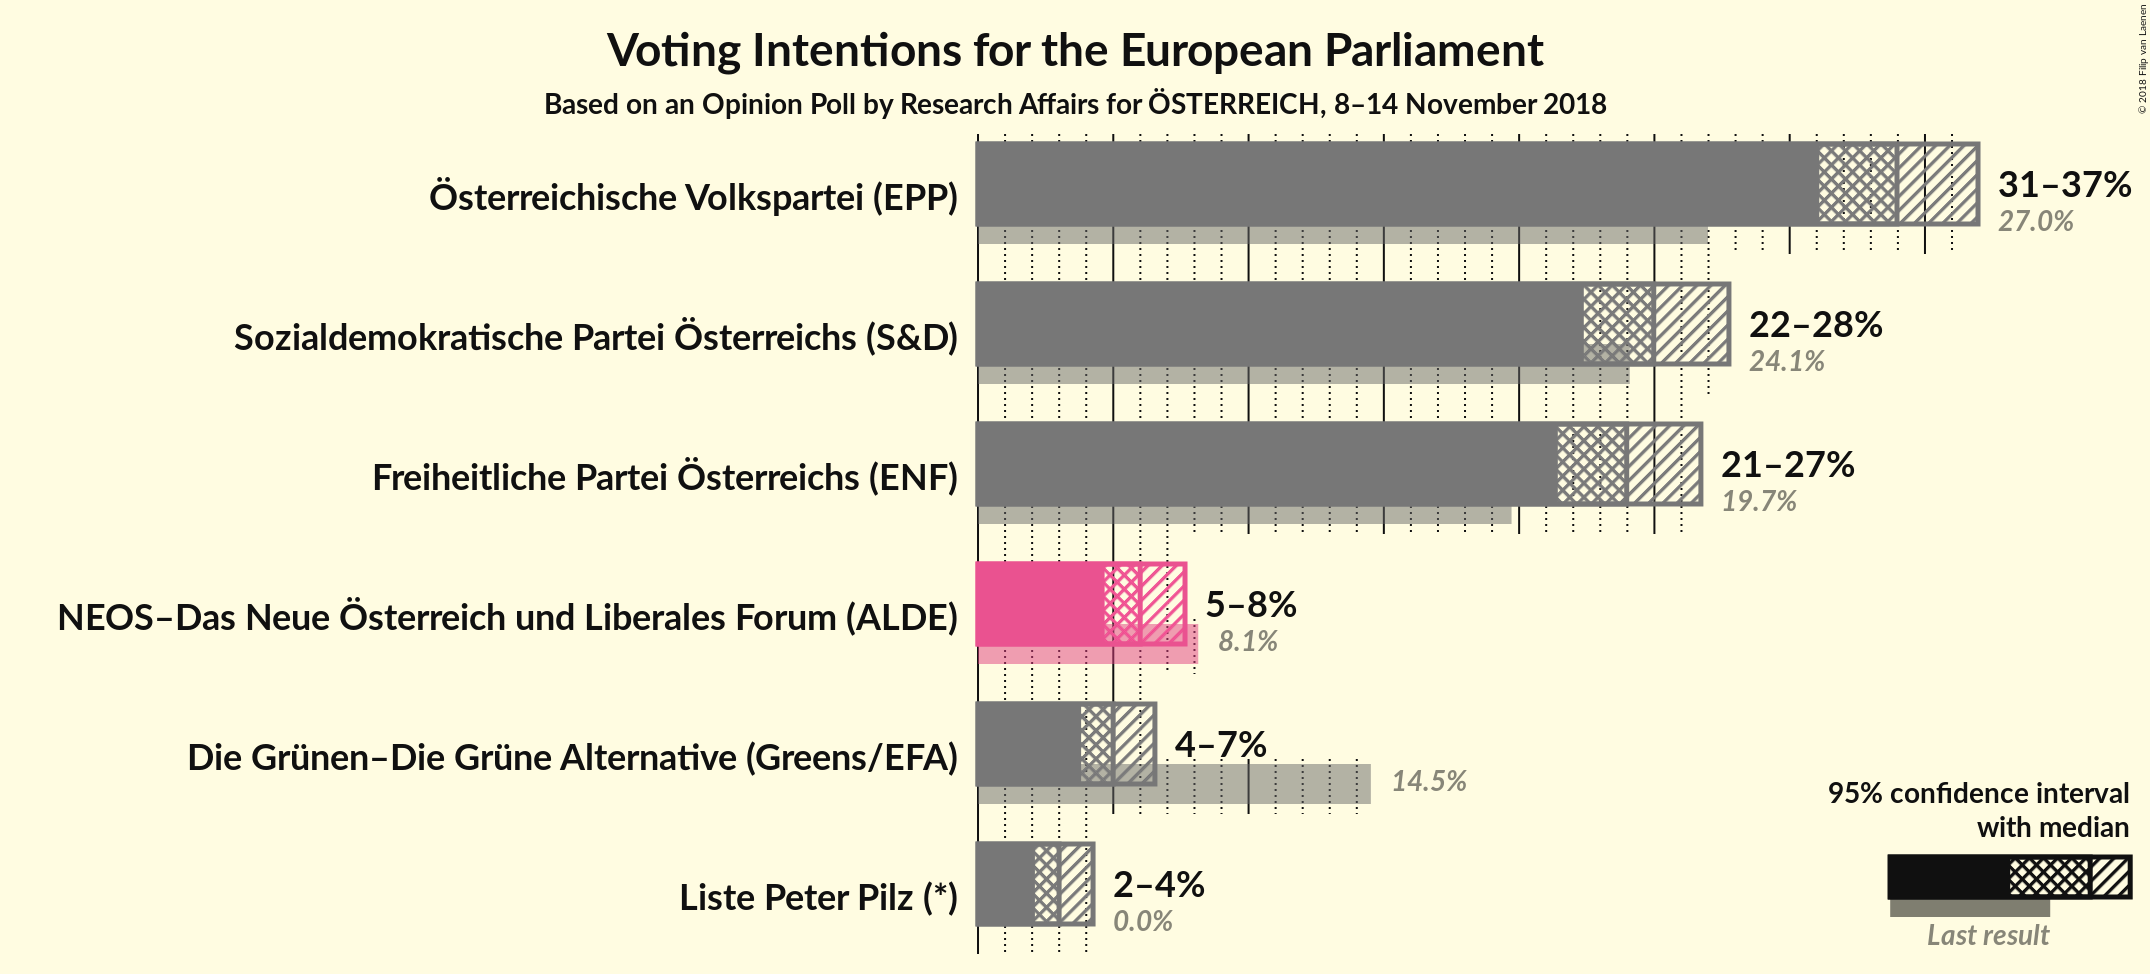 Voting Intentions for the European Parliament
Based on an Opinion Poll by Research Affairs for ÖSTERREICH, 8–14 November 2018
© 2018 Filip van Laenen
Österreichische Volkspartei (EPP)
31–37%
27.0%
Sozialdemokratische Partei Österreichs (S&D)
22–28%
24.1%
Freiheitliche Partei Österreichs (ENF)
21–27%
19.7%
NEOS–Das Neue Österreich und Liberales Forum (ALDE)
5–8%
8.1%
Die Grünen–Die Grüne Alternative (Greens/EFA)
4–7%
14.5%
Liste Peter Pilz (*)
2–4%
0.0%
95% confidence interval
with median
Last result